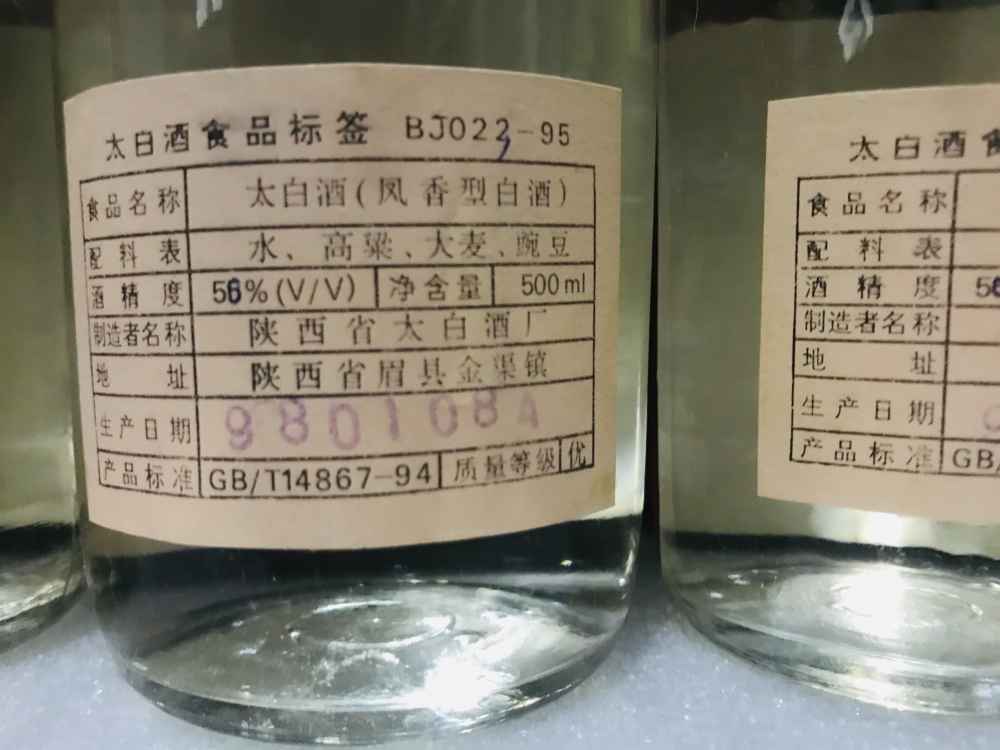 太白酒食品标签 BJ023-95
食品名称 太白酒(凤香型白酒)
配料表 水、高粱、大麦、豌豆
酒精度 56%(V/V) 净含量 500ml
制造者名称 陕西省太白酒厂
地址 陕西省眉县金渠镇
生产日期 9801084
产品标准 GB/T14867-94 质量等级 优
太白酒食
食品名称
配料表
酒精度 56
制造者名称
地址
生产日期 9
产品标准 GB/